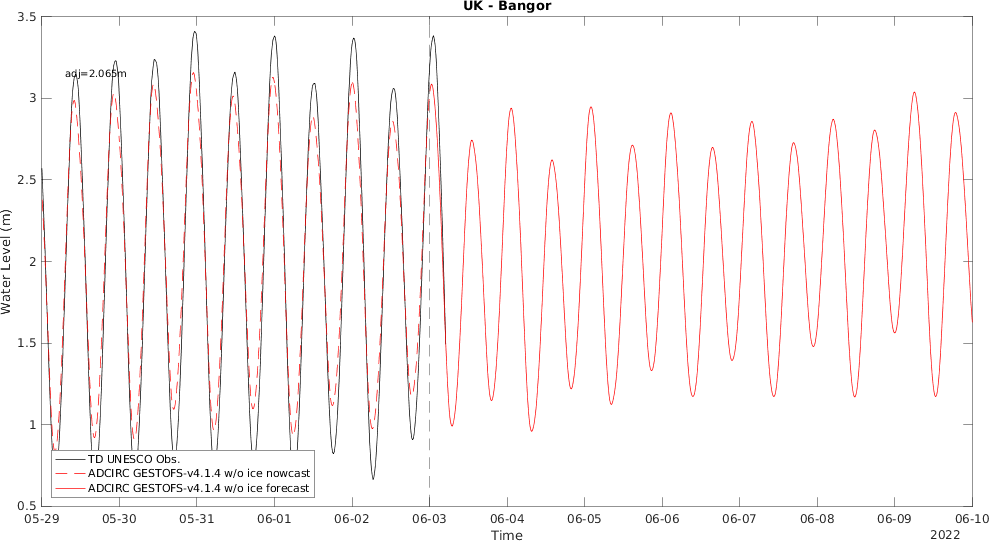 UK - Bangor
3.5
3
2.5
2
1.5
1
0.5
Water Level (m)
adj=2.065m
TD UNESCO Obs.
ADCIRC GESTOFS-v4.1.4 w/o ice nowcast
ADCIRC GESTOFS-v4.1.4 w/o ice forecast
05-29 05-30 05-31 06-01 06-02 06-03 06-04 06-05 06-06 06-07 06-08 06-09 06-10
Time
2022